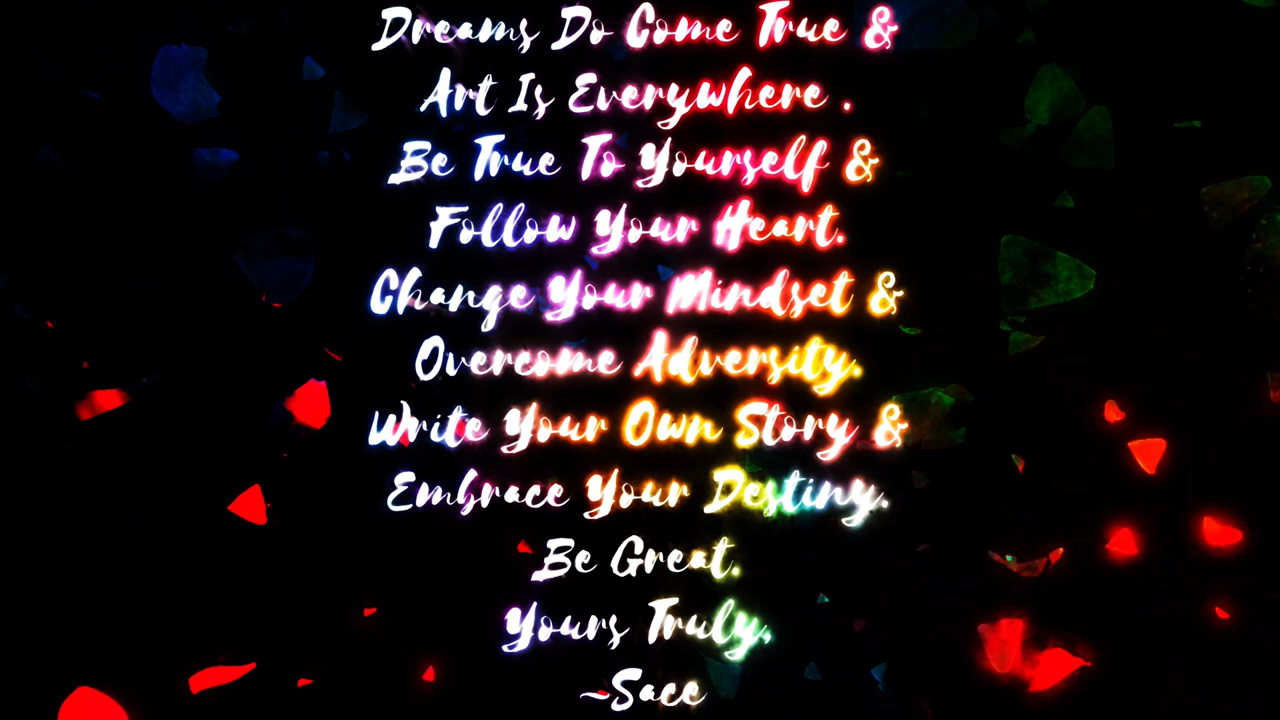 Dreams Do Come True &
Art Is Everywhere .
Be True To Yourself &
Follow Your Heart.
Change Your Mindset &
Overcome Adversity.
Write Your Own Story &
Embrace Your Destiny.
Be Great.
Yours Truly,
~Sace